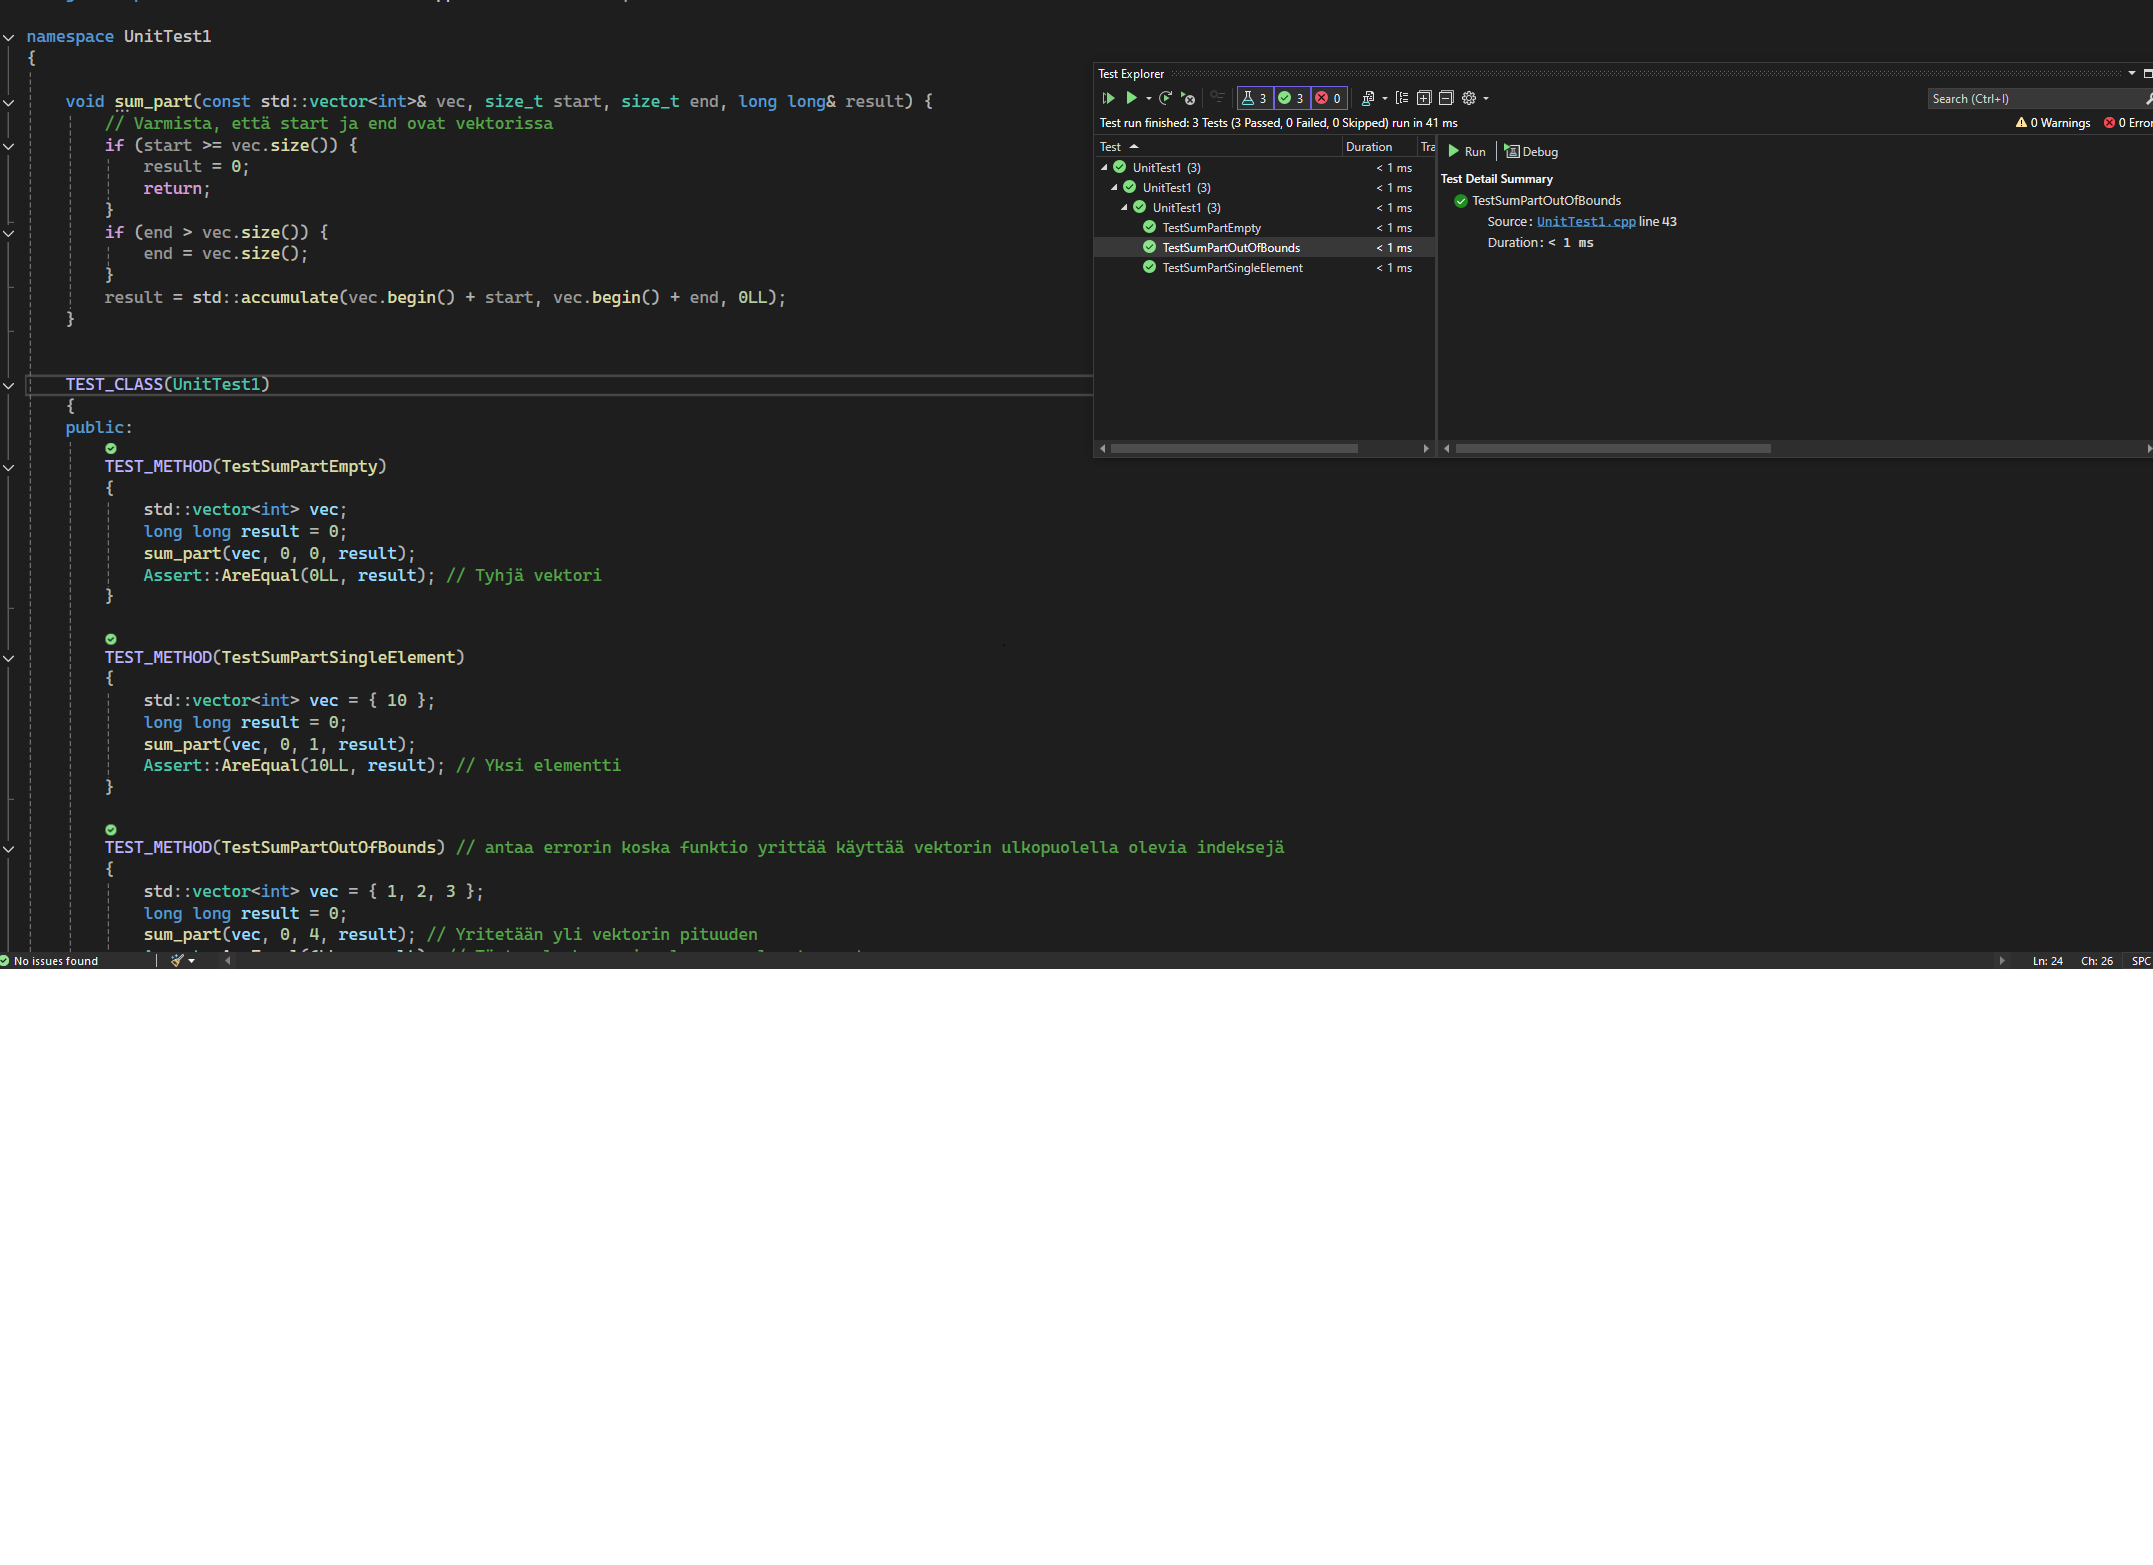 namespace UnitTest1
{
void sum_part(const std::vector<int>& vec, size_t start, size_t end, long long& result) {
// Varmista, että start ja end ovat vektorissa
if (start >= vec.size()) {
result = 0;
return;
}
if (end > vec.size()) {
end = vec.size();
}
result = std::accumulate(vec.begin() + start, vec.begin() + end, 0LL);
}
TEST_CLASS(UnitTest1)
{
public:
TEST_METHOD(TestSumPartEmpty)
{
std::vector<int> vec;
long long result = 0;
sum_part(vec, 0, 0, result);
Assert::AreEqual(0LL, result); // Tyhjä vektori
}
TEST_METHOD(TestSumPartSingleElement)
{
std::vector<int> vec = { 10 };
long long result = 0;
sum_part(vec, 0, 1, result);
Assert::AreEqual(10LL, result); // Yksi elementti
}
TEST_METHOD(TestSumPartOutOfBounds) // antaa errorin koska funktio yrittää käyttää vektorin ulkopuolella olevia indeksejä
{
std::vector<int> vec = { 1, 2, 3 };
long long result = 0;
sum_part(vec, 0, 4, result); // Yritetään yli vektorin pituuden
No issues found
Ln: 24 Ch: 26 SPC
Test Explorer
3 3 0
Search (Ctrl+I)
Test run finished: 3 Tests (3 Passed, 0 Failed, 0 Skipped) run in 41 ms
0 Warnings 0 Error
Test Duration Tra
UnitTest1 (3) < 1 ms
UnitTest1 (3) < 1 ms
UnitTest1 (3) < 1 ms
TestSumPartEmpty < 1 ms
TestSumPartOutOfBounds < 1 ms
TestSumPartSingleElement < 1 ms
Run Debug
Test Detail Summary
TestSumPartOutOfBounds
Source: UnitTest1.cpp line 43
Duration: < 1 ms